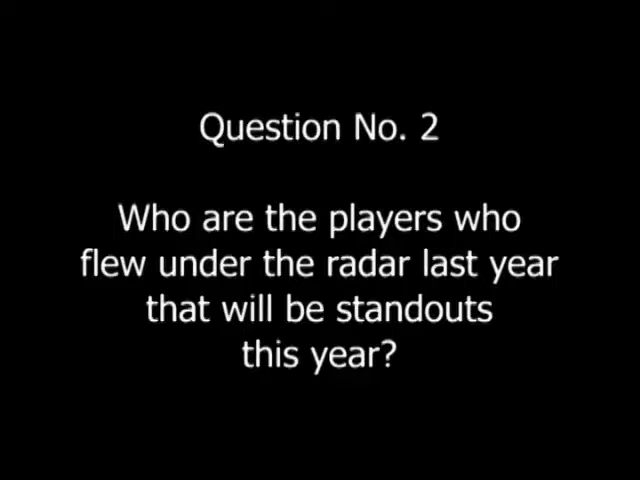 Question No. 2
Who are the players who
flew under the radar last year
that will be standouts
this year?